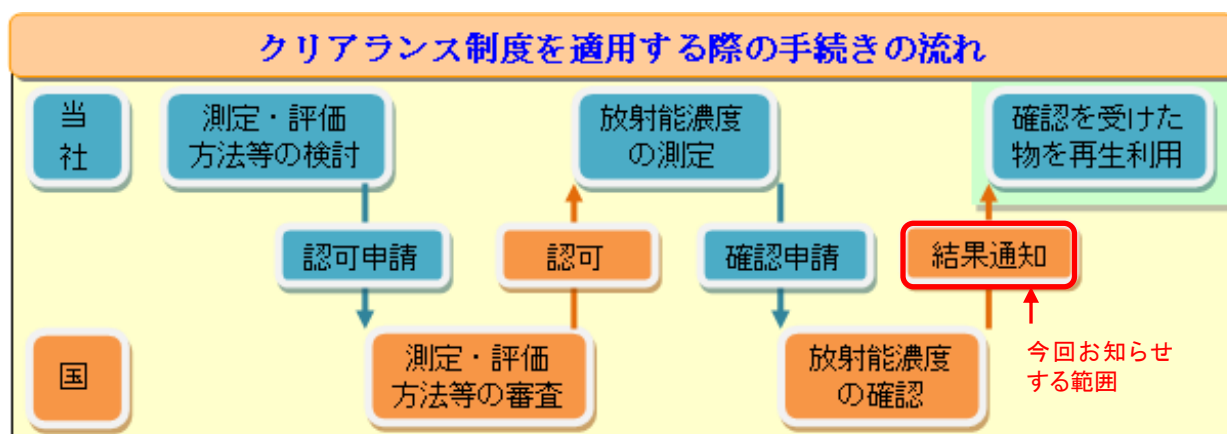 クリアランス制度を適用する際の手続きの流れ
当
社
測定・評価
方法等の検討
放射能濃度
の測定
確認を受けた
物を再生利用
認可申請
認可
確認申請
結果通知
国
測定・評価
方法等の審査
放射能濃度
の確認
今回お知らせ
する範囲